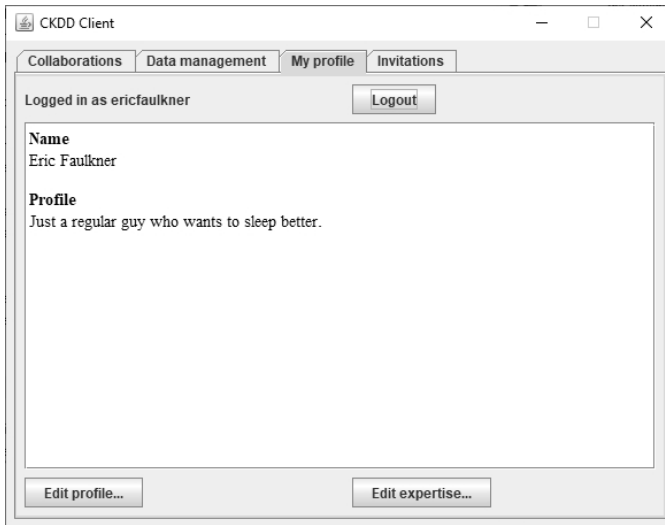 CKDD Client
Collaborations Data management My profile Invitations
Logged in as ericfaulkner Logout
Name
Eric Faulkner
Profile
Just a regular guy who wants to sleep better.
Edit profile... Edit expertise...